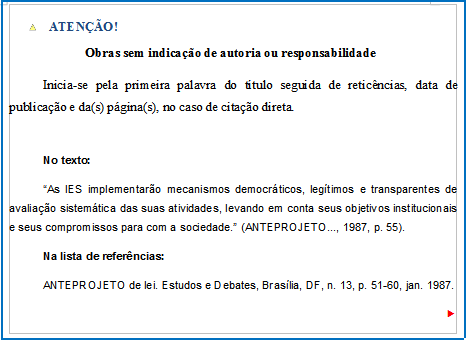 ATENÇÃO!
Obras sem indicação de autoria ou responsabilidade
Inicia-se pela primeira palavra do título seguida de reticências, data de
publicação e da(s) página(s), no caso de citação direta.
No texto:
“As IES implementarão mecanismos democráticos, legítimos e transparentes de
avaliação sistemática das suas atividades, levando em conta seus objetivos institucionais
e seus compromissos para com a sociedade.” (ANTEPROJETO..., 1987, p. 55).
Na lista de referências:
ANTEPROJETO de lei. Estudos e Debates, Brasília, DF, n. 13, p. 51-60, jan. 1987.